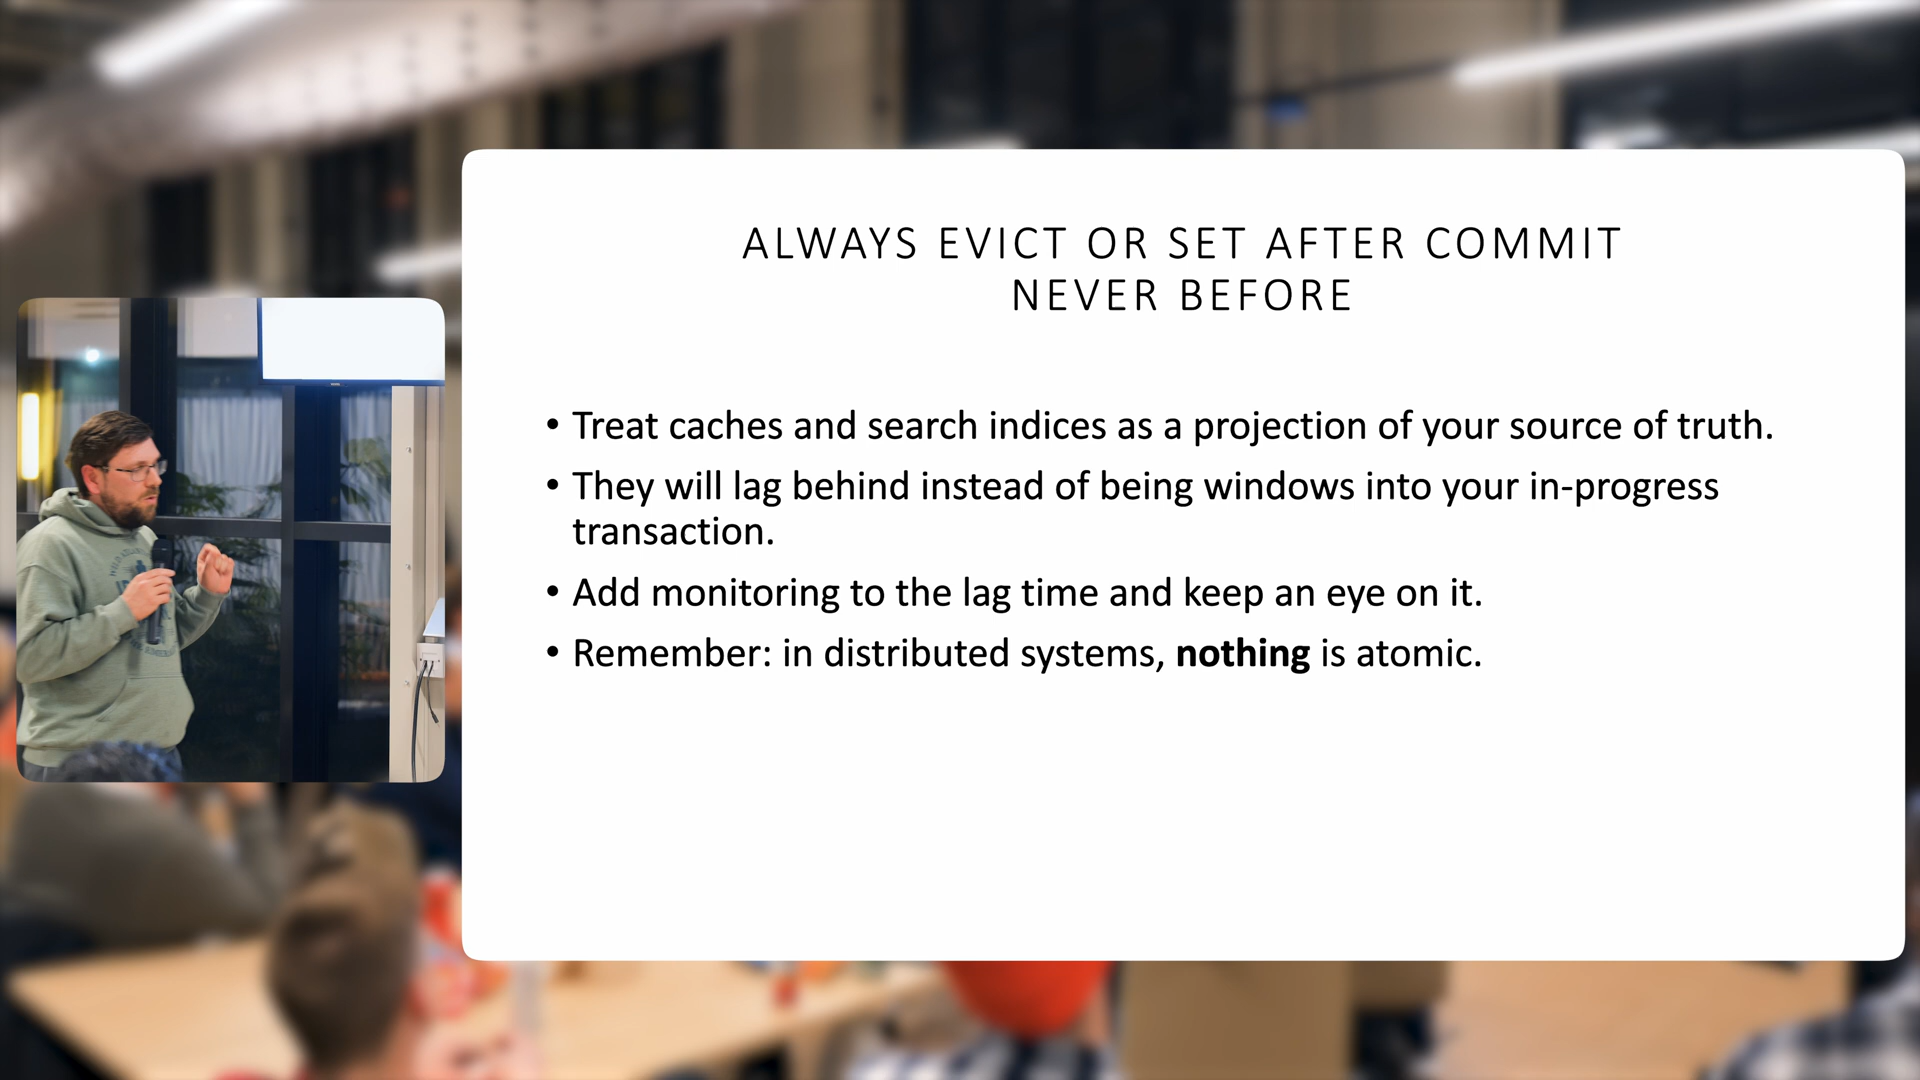 ALWAYS EVICT OR SET AFTER COMMIT
NEVER BEFORE
• Treat caches and search indices as a projection of your source of truth.
• They will lag behind instead of being windows into your in-progress
transaction.
• Add monitoring to the lag time and keep an eye on it.
• Remember: in distributed systems, nothing is atomic.